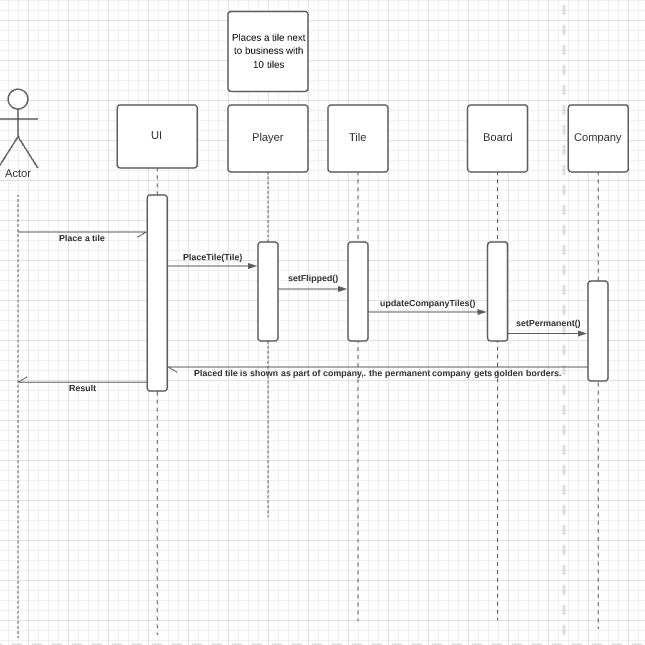 Places a tile next
to business with
10 tiles
UI
Player
Tile
Board
Company
Actor
Place a tile
PlaceTile(Tile)
setFlipped()
updateCompanyTiles()
setPermanent()
Placed tile is shown as part of company,. the permanent company gets golden borders.
Result